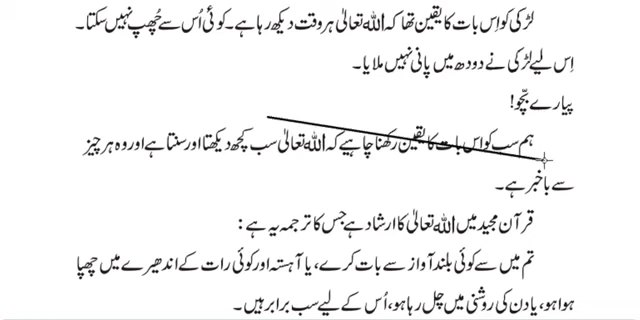 لڑکی کو اِس بات کا یقین تھا کہ اللہ تعالیٰ ہر وقت دیکھ رہا ہے۔ کوئی اُس سے چُھپ نہیں سکتا۔
اِس لیے لڑکی نے دودھ میں پانی نہیں ملایا۔
پیارے بچّو!
ہم سب کو اس بات کا یقین رکھنا چاہیے کہ اللہ تعالیٰ سب کچھ دیکھتا اور سنتا ہے اور وہ ہر چیز
سے باخبر ہے۔
قرآن مجید میں اللہ تعالیٰ کا ارشاد ہے جس کا ترجمہ یہ ہے:
تم میں سے کوئی بلند آواز سے بات کرے، یا آہستہ اور کوئی رات کے اندھیرے میں چھپا
ہوا ہو، یا دن کی روشنی میں چل رہا ہو، اُس کے لیے سب برابر ہیں۔